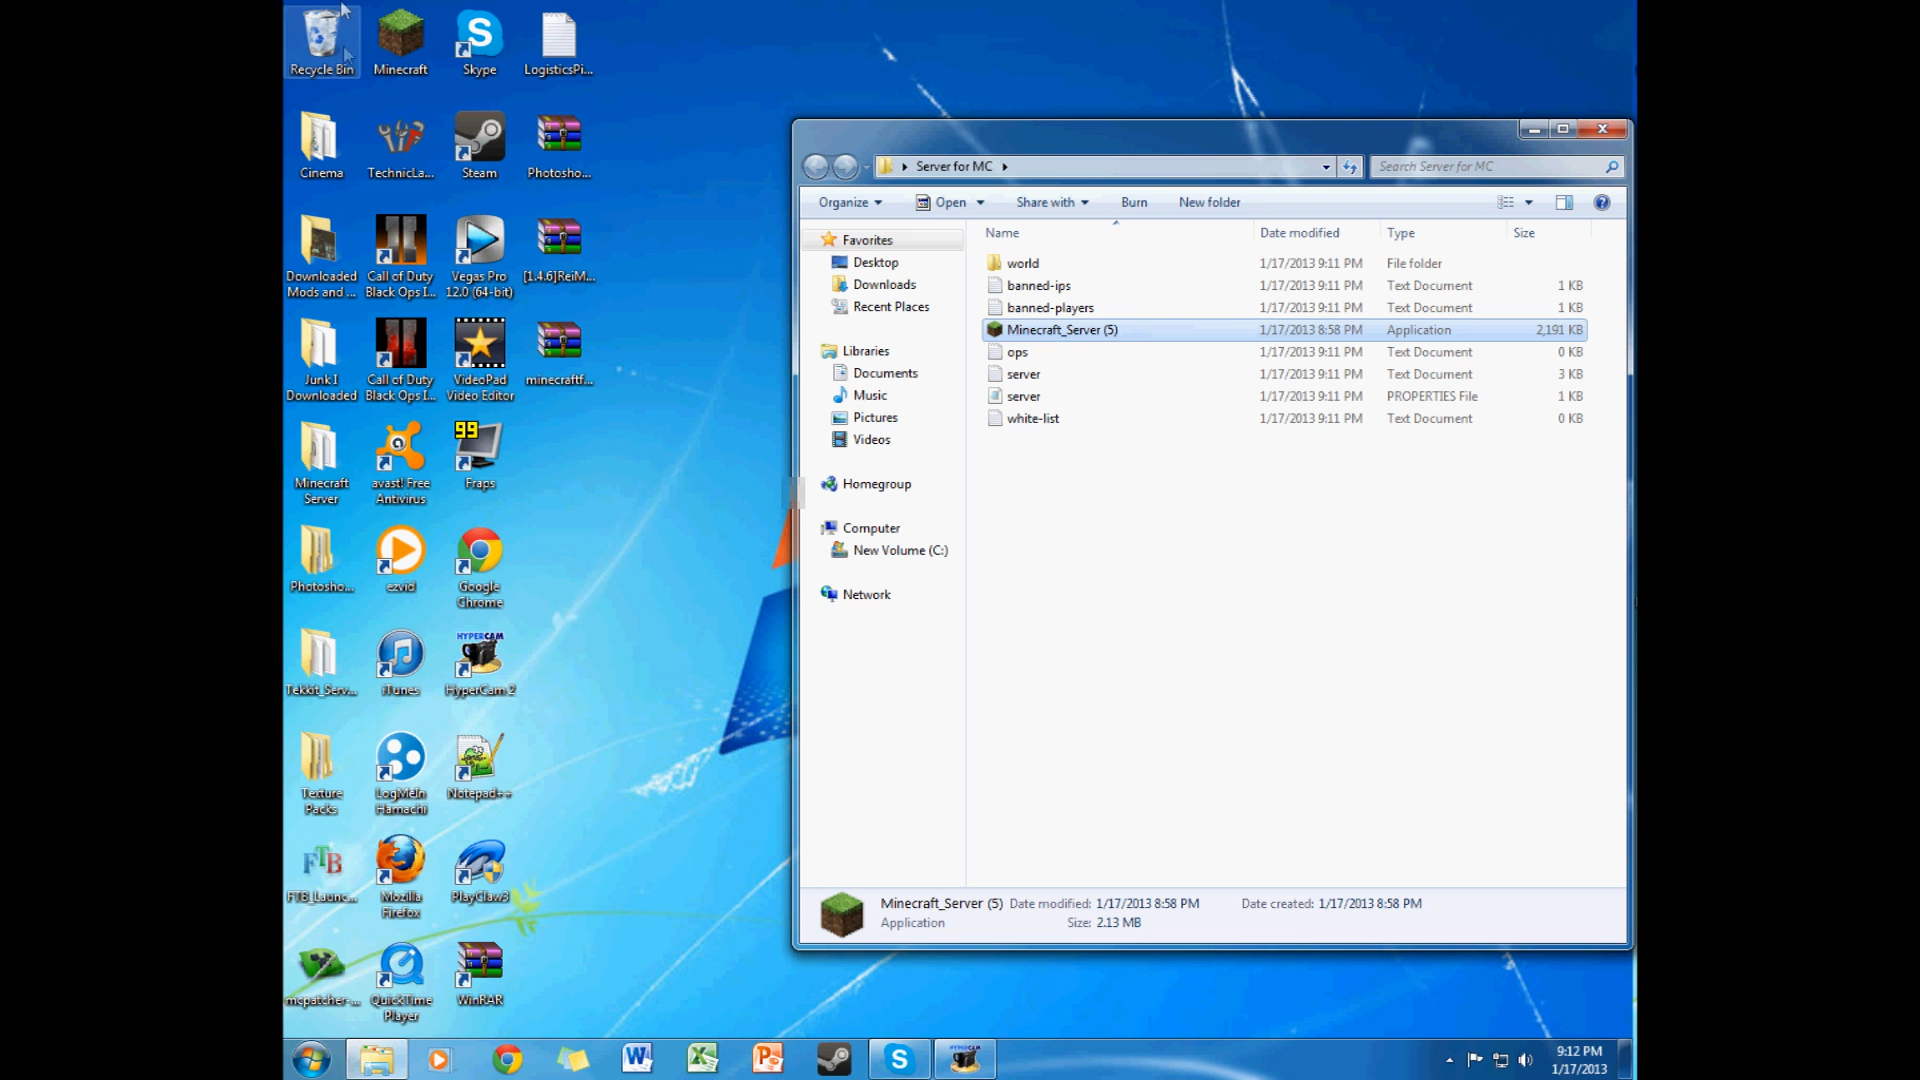 Recycle Bin
Minecraft
Skype
LogisticsPi...
Cinema
TechnicLa...
Steam
Photosho...
Downloaded
Mods and ...
Call of Duty
Black Ops I...
Vegas Pro
12.0 (64-bit)
[1.4.6]ReiM...
Junk I
Downloaded
Call of Duty
Black Ops I...
VideoPad
Video Editor
minecraftf...
Minecraft
Server
avast! Free
Antivirus
99
Fraps
Photosho...
ezvid
Google
Chrome
Tekkit_Serv...
iTunes
HYPERCAM
HyperCam 2
Texture
Packs
LogMeIn
Hamachi
Notepad++
FTB
FTB_Launc...
Mozilla
Firefox
PlayClaw3
mcpatcher-...
QuickTime
Player
WinRAR
Server for MC
Search Server for MC
Organize
Open
Share with
Burn
New folder
Favorites
Desktop
Downloads
Recent Places
Libraries
Documents
Music
Pictures
Videos
Homegroup
Computer
New Volume (C:)
Network
Name Date modified Type Size
world 1/17/2013 9:11 PM File folder
banned-ips 1/17/2013 9:11 PM Text Document 1 KB
banned-players 1/17/2013 9:11 PM Text Document 1 KB
Minecraft_Server (5) 1/17/2013 8:58 PM Application 2,191 KB
ops 1/17/2013 9:11 PM Text Document 0 KB
server 1/17/2013 9:11 PM Text Document 3 KB
server 1/17/2013 9:11 PM PROPERTIES File 1 KB
white-list 1/17/2013 9:11 PM Text Document 0 KB
Minecraft_Server (5) Date modified: 1/17/2013 8:58 PM Date created: 1/17/2013 8:58 PM
Application Size: 2.13 MB
HYPERCAM
9:12 PM
1/17/2013